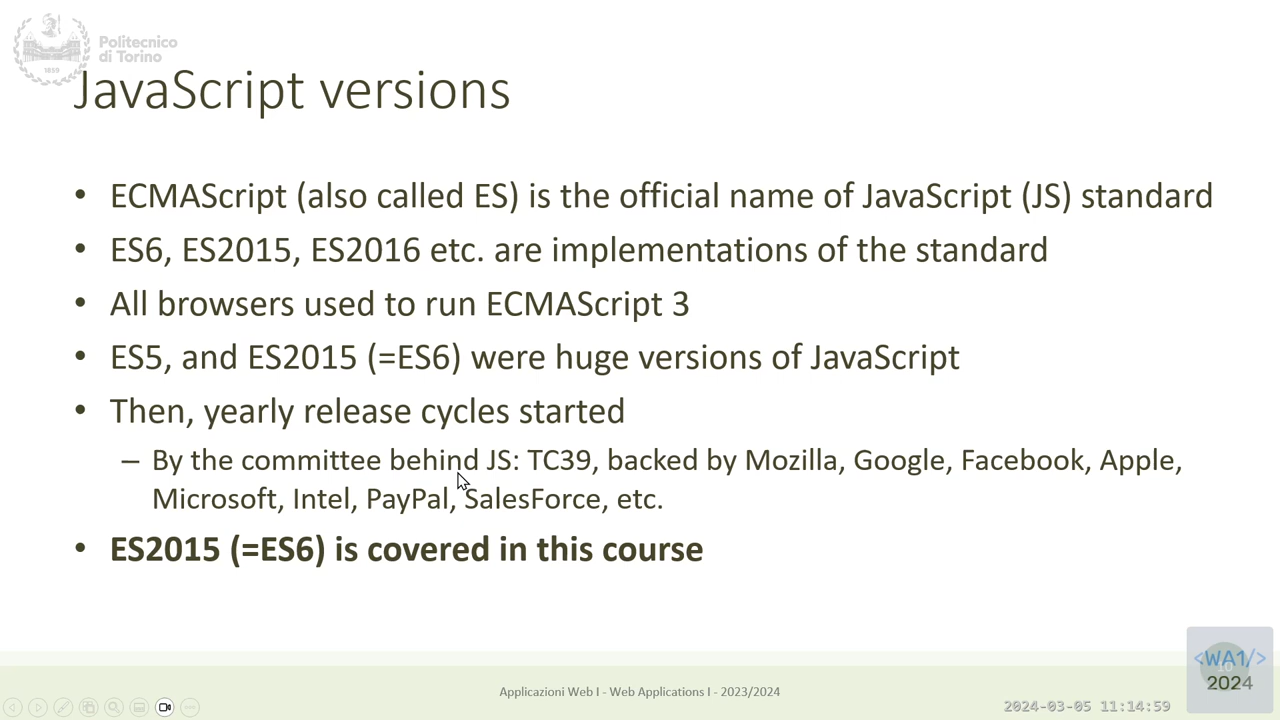 Politecnico
di Torino
1859
JavaScript versions
• ECMAScript (also called ES) is the official name of JavaScript (JS) standard
• ES6, ES2015, ES2016 etc. are implementations of the standard
• All browsers used to run ECMAScript 3
• ES5, and ES2015 (=ES6) were huge versions of JavaScript
• Then, yearly release cycles started
– By the committee behind JS: TC39, backed by Mozilla, Google, Facebook, Apple,
Microsoft, Intel, PayPal, SalesForce, etc.
• ES2015 (=ES6) is covered in this course
Applicazioni Web I - Web Applications I - 2023/2024
2024-03-05 11:14:59
<WA1/>
10
2024